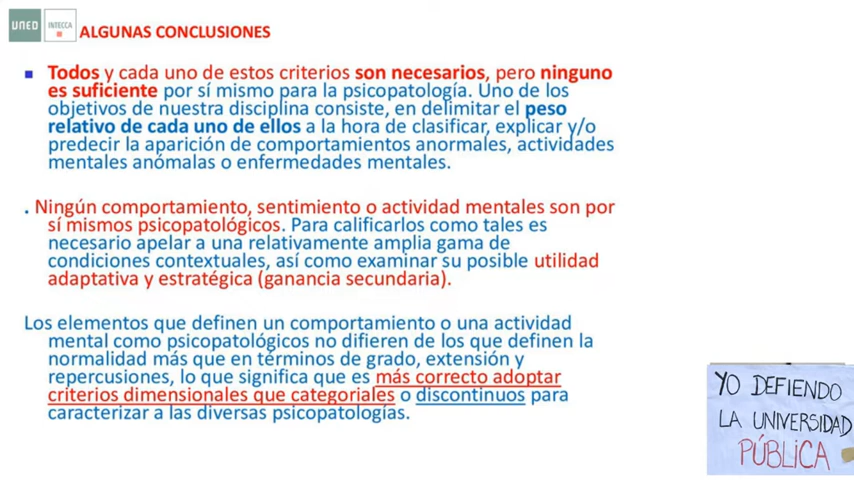 UNED
INTECCA
ALGUNAS CONCLUSIONES
Todos y cada uno de estos criterios son necesarios, pero ninguno
es suficiente por sí mismo para la psicopatología. Uno de los
objetivos de nuestra disciplina consiste, en delimitar el peso
relativo de cada uno de ellos a la hora de clasificar, explicar y/o
predecir la aparición de comportamientos anormales, actividades
mentales anómalas o enfermedades mentales.
. Ningún comportamiento, sentimiento o actividad mentales son por
sí mismos psicopatológicos. Para calificarlos como tales es
necesario apelar a una relativamente amplia gama de
condiciones contextuales, así como examinar su posible utilidad
adaptativa y estratégica (ganancia secundaria).
Los elementos que definen un comportamiento o una actividad
mental como psicopatológicos no difieren de los que definen la
normalidad más que en términos de grado, extensión y
repercusiones, lo que significa que es más correcto adoptar
criterios dimensionales que categoriales o discontinuos para
caracterizar a las diversas psicopatologías.
YO DEFIENDO
LA UNIVERSIDAD
PÚBLICA